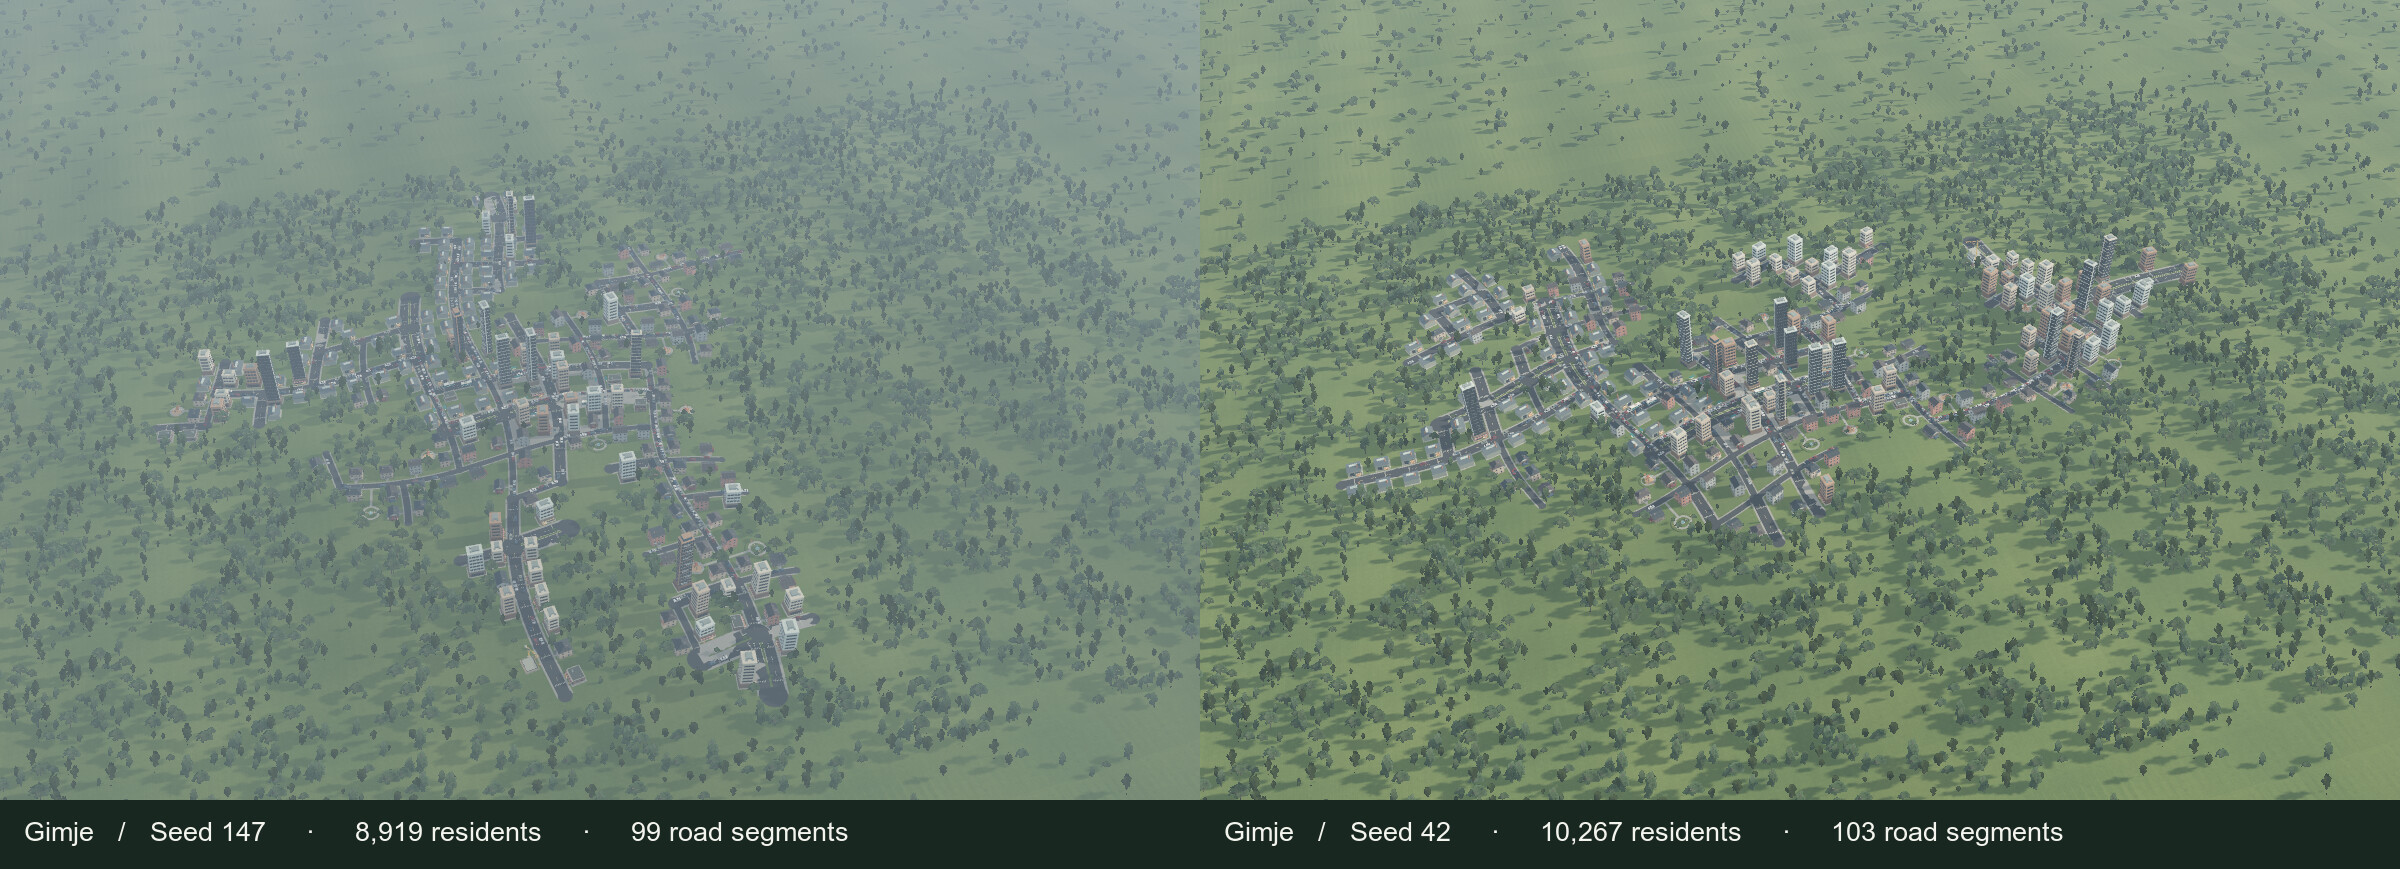 Gimje / Seed 147 · 8,919 residents · 99 road segments
Gimje / Seed 42 · 10,267 residents · 103 road segments